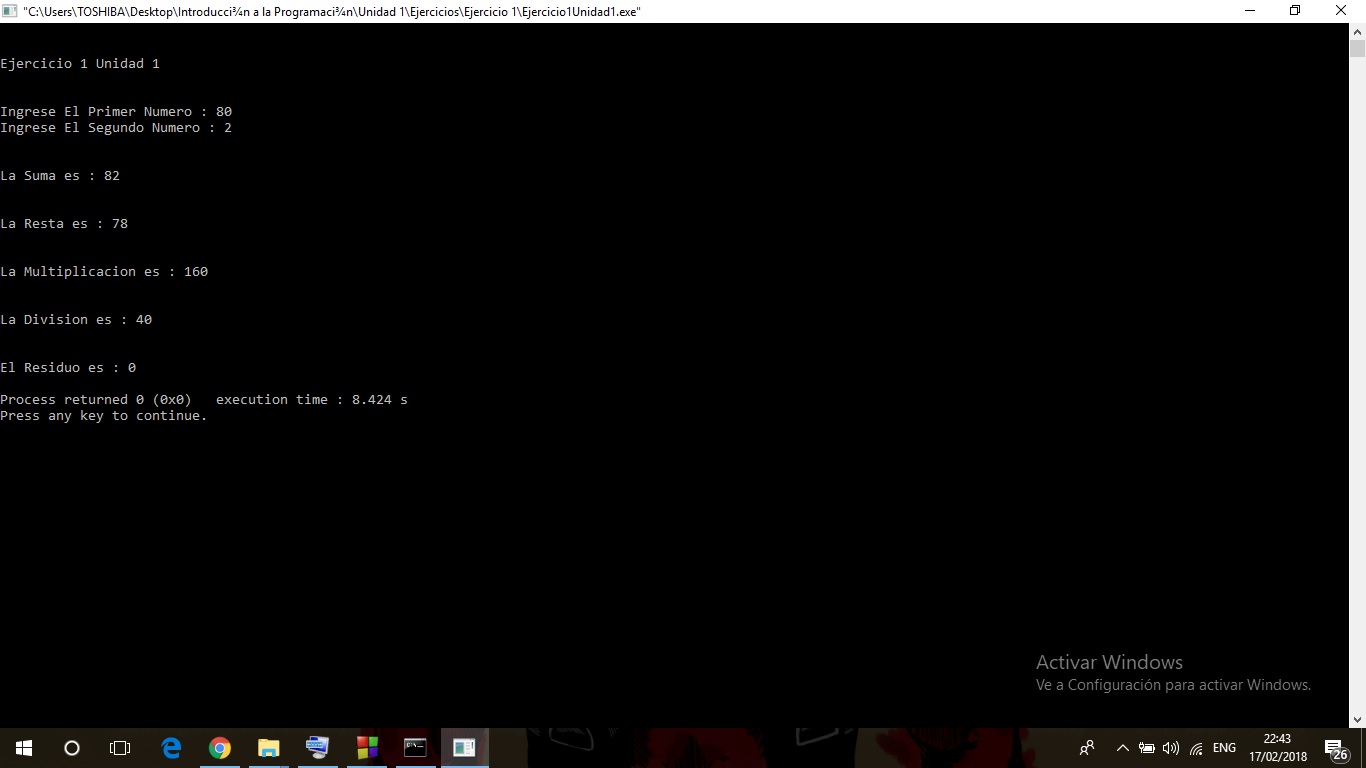 "C:\Users\TOSHIBA\Desktop\Introducci¾n a la Programaci¾n\Unidad 1\Ejercicios\Ejercicio 1\Ejercicio1Unidad1.exe"
Ejercicio 1 Unidad 1
Ingrese El Primer Numero : 80
Ingrese El Segundo Numero : 2
La Suma es : 82
La Resta es : 78
La Multiplicacion es : 160
La Division es : 40
El Residuo es : 0
Process returned 0 (0x0)   execution time : 8.424 s
Press any key to continue.
Activar Windows
Ve a Configuración para activar Windows.
ENG
22:43
17/02/2018
26